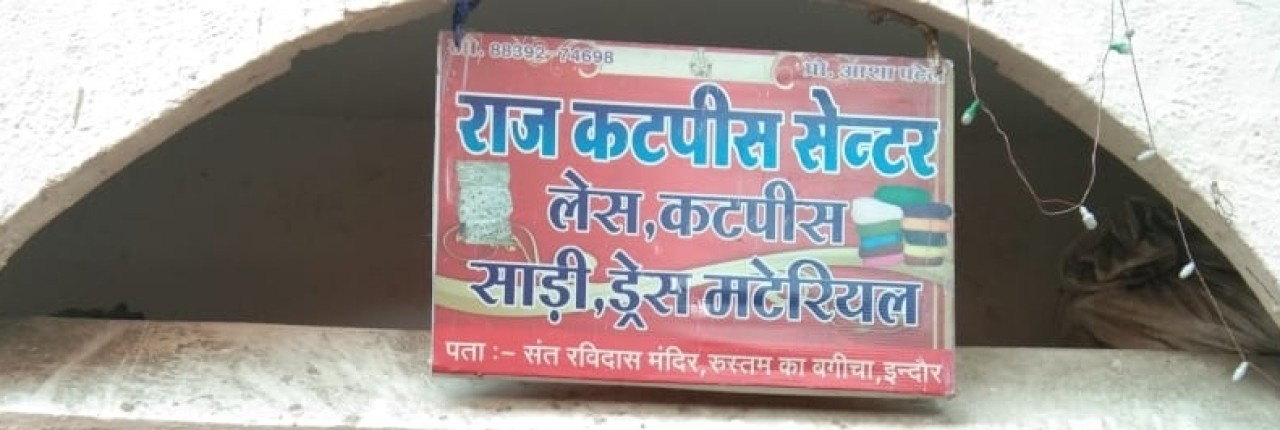 मो. 88392-74698 प्रो. आशा पटेल
राज कटपीस सेन्टर
लेस,कटपीस
साड़ी,ड्रेस मटेरियल
पता :– संत रविदास मंदिर,रुस्तम का बगीचा,इन्दौर